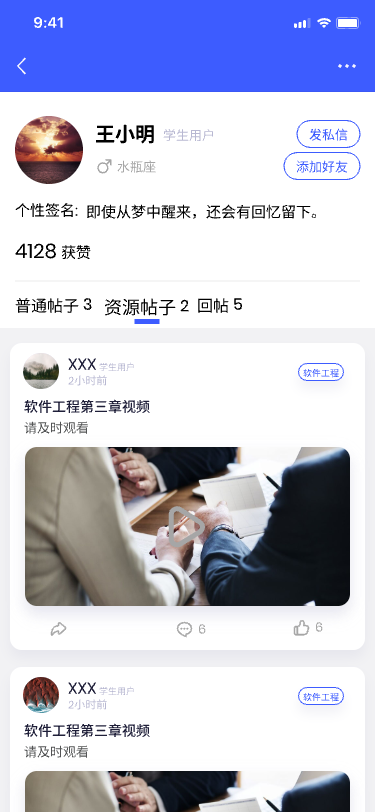 9:41
王小明 学生用户
发私信
水瓶座
添加好友
个性签名: 即使从梦中醒来，还会有回忆留下。
4128 获赞
普通帖子 3 资源帖子 2 回帖 5
XXX 学生用户
2小时前
软件工程
软件工程第三章视频
请及时观看
6
6
XXX 学生用户
2小时前
软件工程
软件工程第三章视频
请及时观看